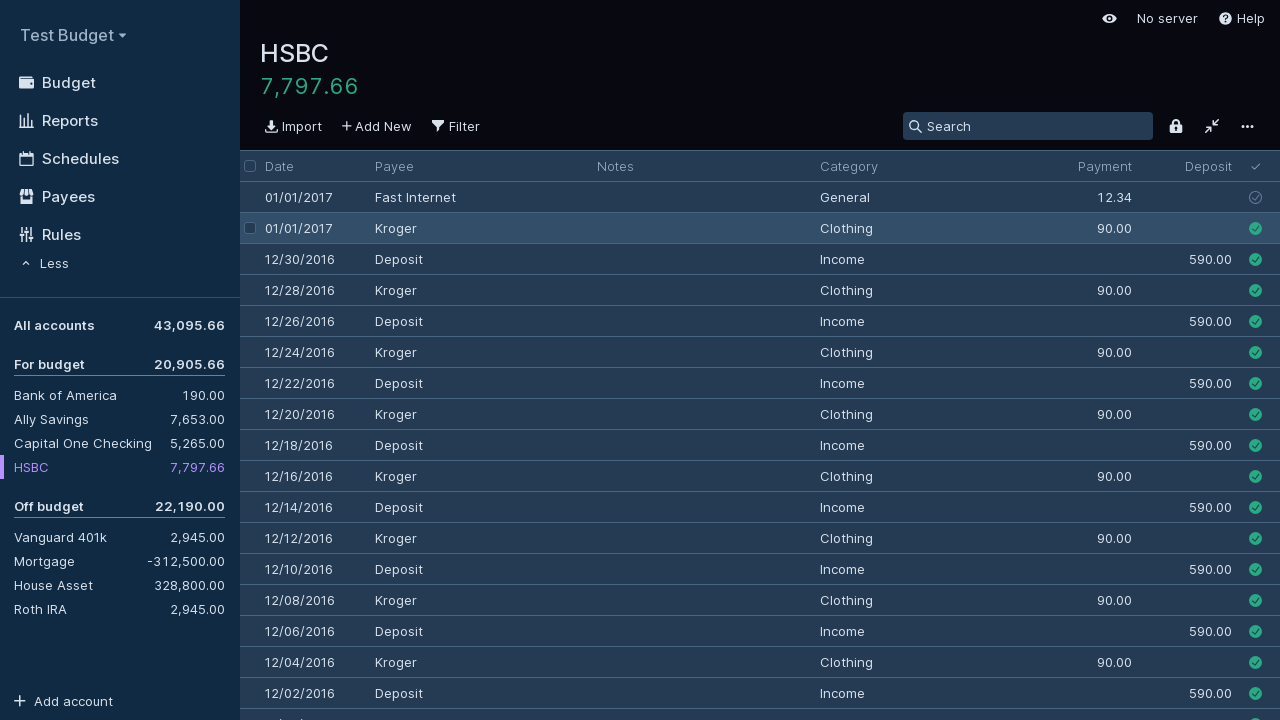 Test Budget
Budget
Reports
Schedules
Payees
Rules
Less
All accounts 43,095.66
For budget 20,905.66
Bank of America 190.00
Ally Savings 7,653.00
Capital One Checking 5,265.00
HSBC 7,797.66
Off budget 22,190.00
Vanguard 401k 2,945.00
Mortgage -312,500.00
House Asset 328,800.00
Roth IRA 2,945.00
Add account
No server Help
HSBC
7,797.66
Import Add New Filter Search
Date Payee Notes Category Payment Deposit
01/01/2017 Fast Internet General 12.34
01/01/2017 Kroger Clothing 90.00
12/30/2016 Deposit Income 590.00
12/28/2016 Kroger Clothing 90.00
12/26/2016 Deposit Income 590.00
12/24/2016 Kroger Clothing 90.00
12/22/2016 Deposit Income 590.00
12/20/2016 Kroger Clothing 90.00
12/18/2016 Deposit Income 590.00
12/16/2016 Kroger Clothing 90.00
12/14/2016 Deposit Income 590.00
12/12/2016 Kroger Clothing 90.00
12/10/2016 Deposit Income 590.00
12/08/2016 Kroger Clothing 90.00
12/06/2016 Deposit Income 590.00
12/04/2016 Kroger Clothing 90.00
12/02/2016 Deposit Income 590.00